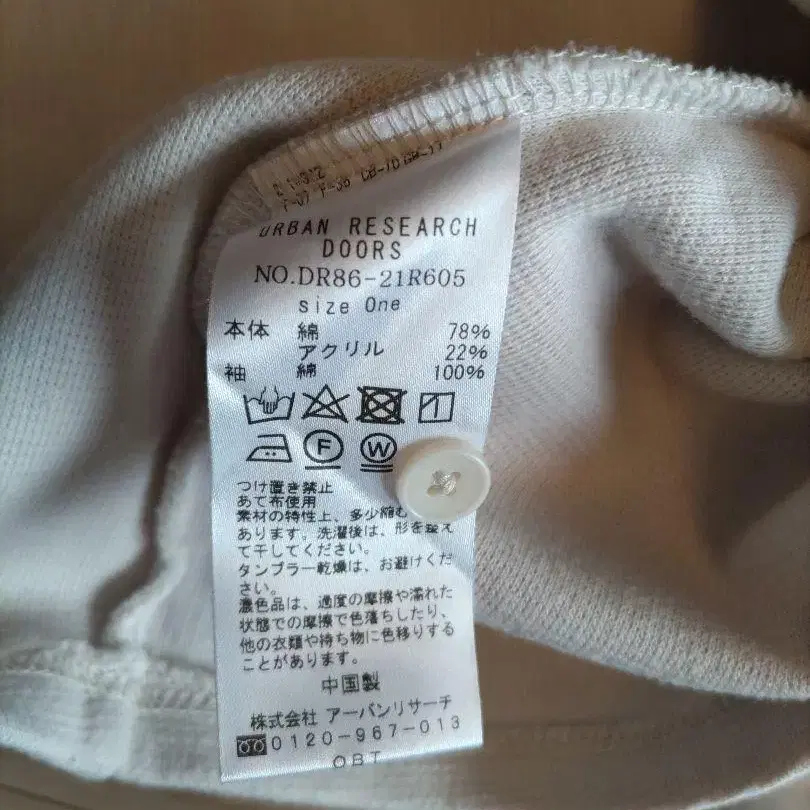 URBAN RESEARCH
DOORS
NO.DR86-21R605
size One
本体 綿 78%
アクリル 22%
袖 綿 100%
F W
つけ置き禁止
あて布使用
素材の特性上、多少縮む
あります。洗濯後は、形を整え
て干してください。
タンブラー乾燥は、お避けくだ
さい。
濃色品は、過度の摩擦や濡れた
状態での摩擦で色落ちしたり、
他の衣類や持ち物に色移りする
ことがあります。
中国製
株式会社 アーバンリサーチ
0120-967-013
OBT